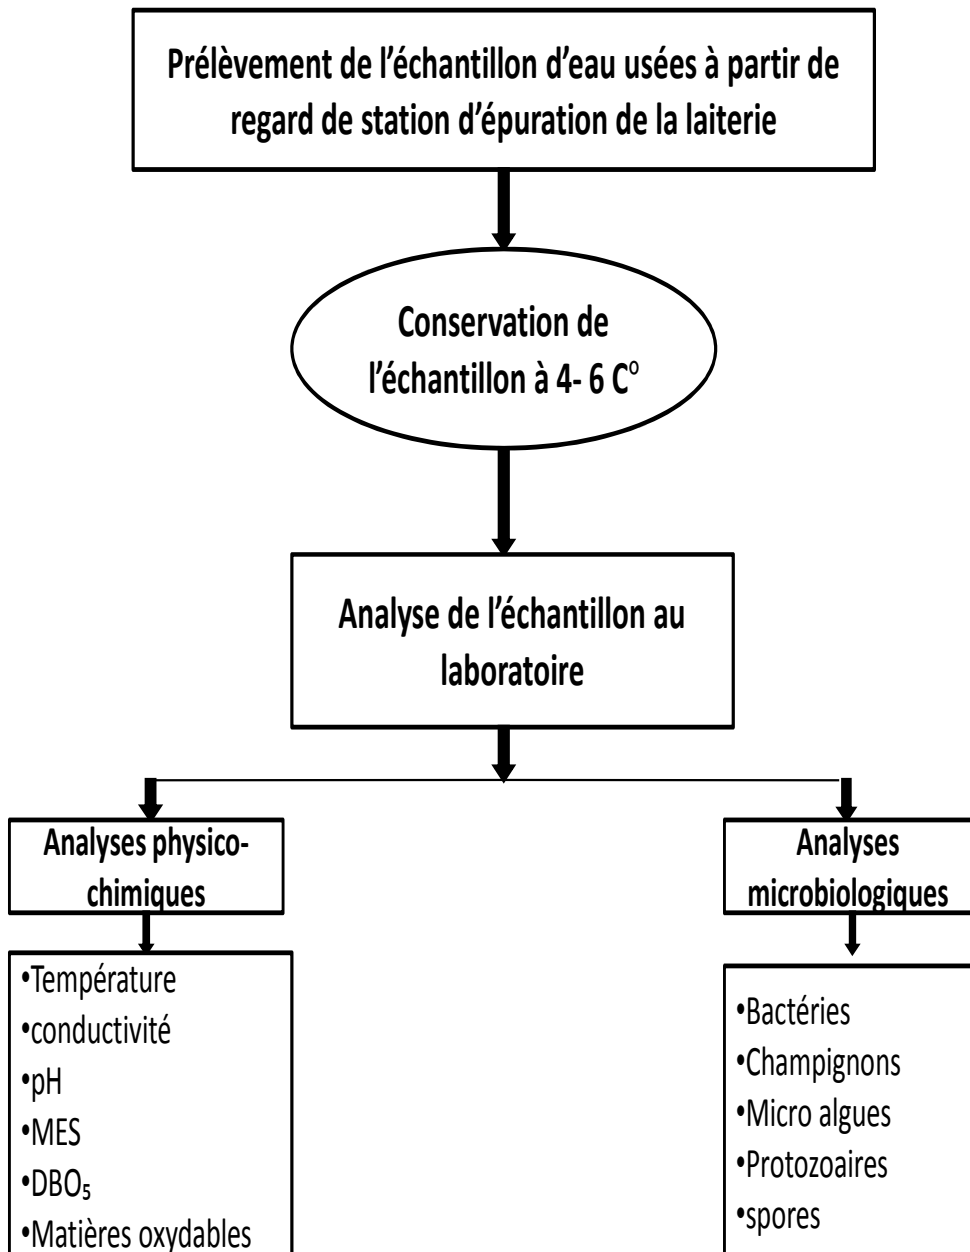 Prélèvement de l'échantillon d'eau usées à partir de
regard de station d'épuration de la laiterie
Conservation de
l'échantillon à 4- 6 C°
Analyse de l'échantillon au
laboratoire
Analyses physico-
chimiques
•Température
•conductivité
•pH
•MES
•DBO₅
•Matières oxydables
Analyses
microbiologiques
•Bactéries
•Champignons
•Micro algues
•Protozoaires
•spores